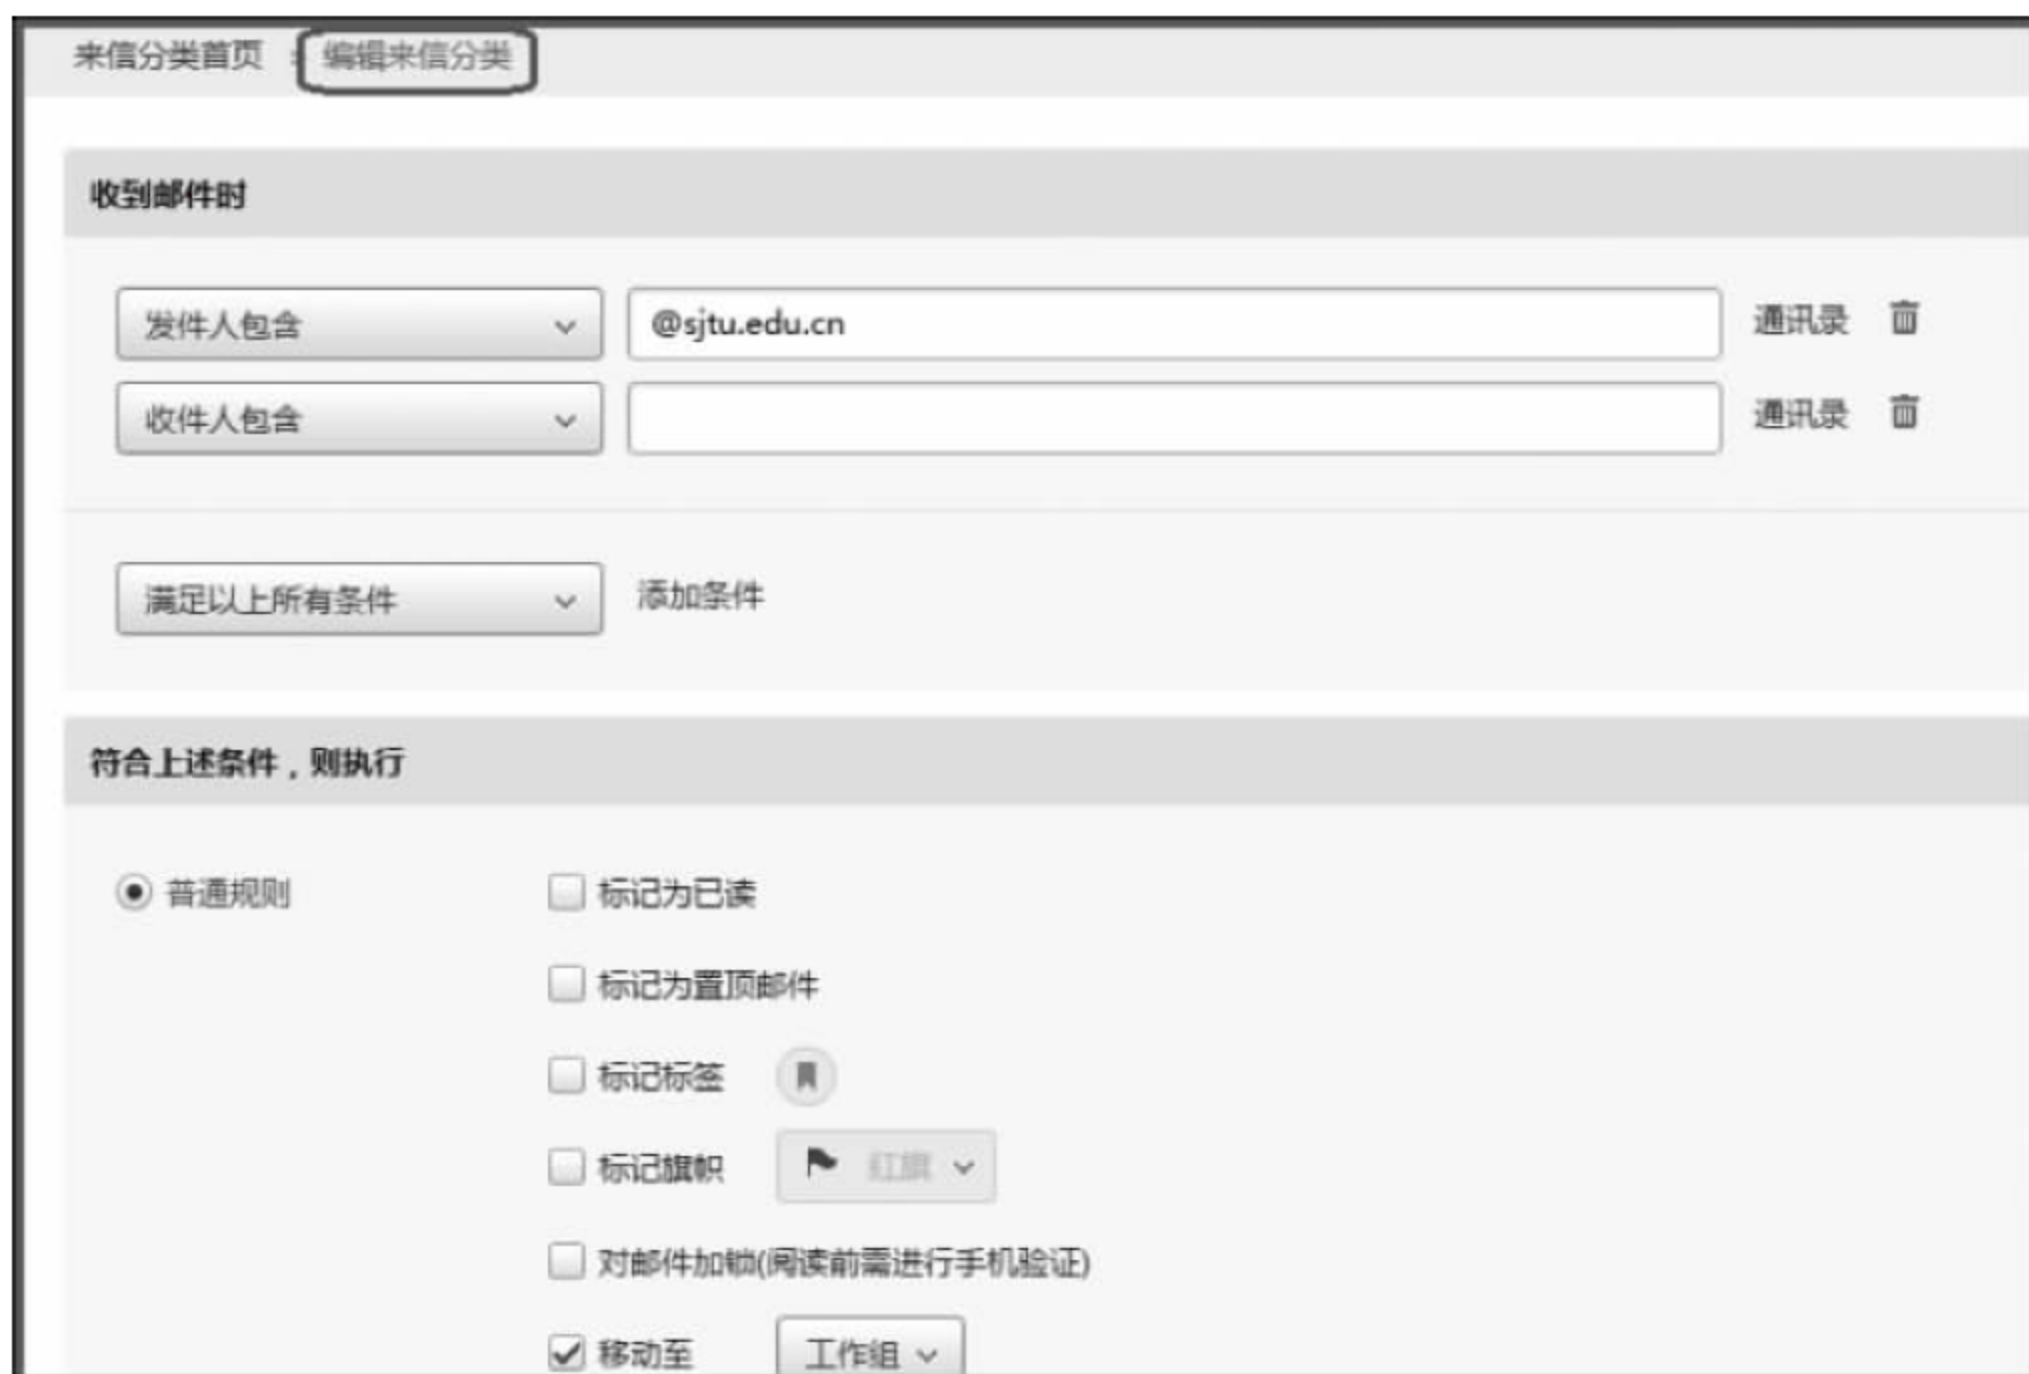 来信分类首页 编辑来信分类
收到邮件时
发件人包含 @sjtu.edu.cn 通讯录
收件人包含 通讯录
满足以上所有条件 添加条件
符合上述条件，则执行
普通规则 标记为已读
标记为置顶邮件
标记标签
标记旗帜 红旗
对邮件加锁(阅读前需进行手机验证)
移动至 工作组